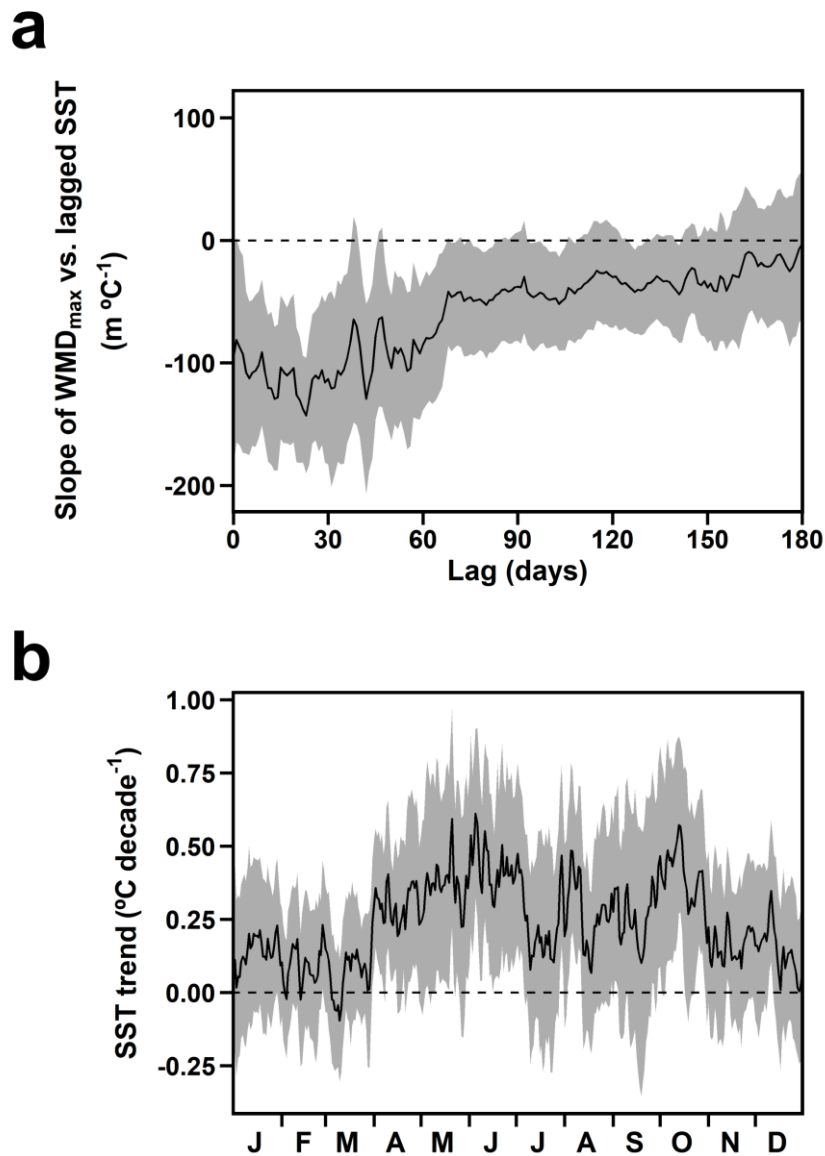 a
Slope of WMDmax vs. lagged SST
(m ºC-1)
100
0
-100
-200
0 30 60 90 120 150 180
Lag (days)
b
SST trend (ºC decade-1)
1.00
0.75
0.50
0.25
0.00
-0.25
J F M A M J J A S O N D